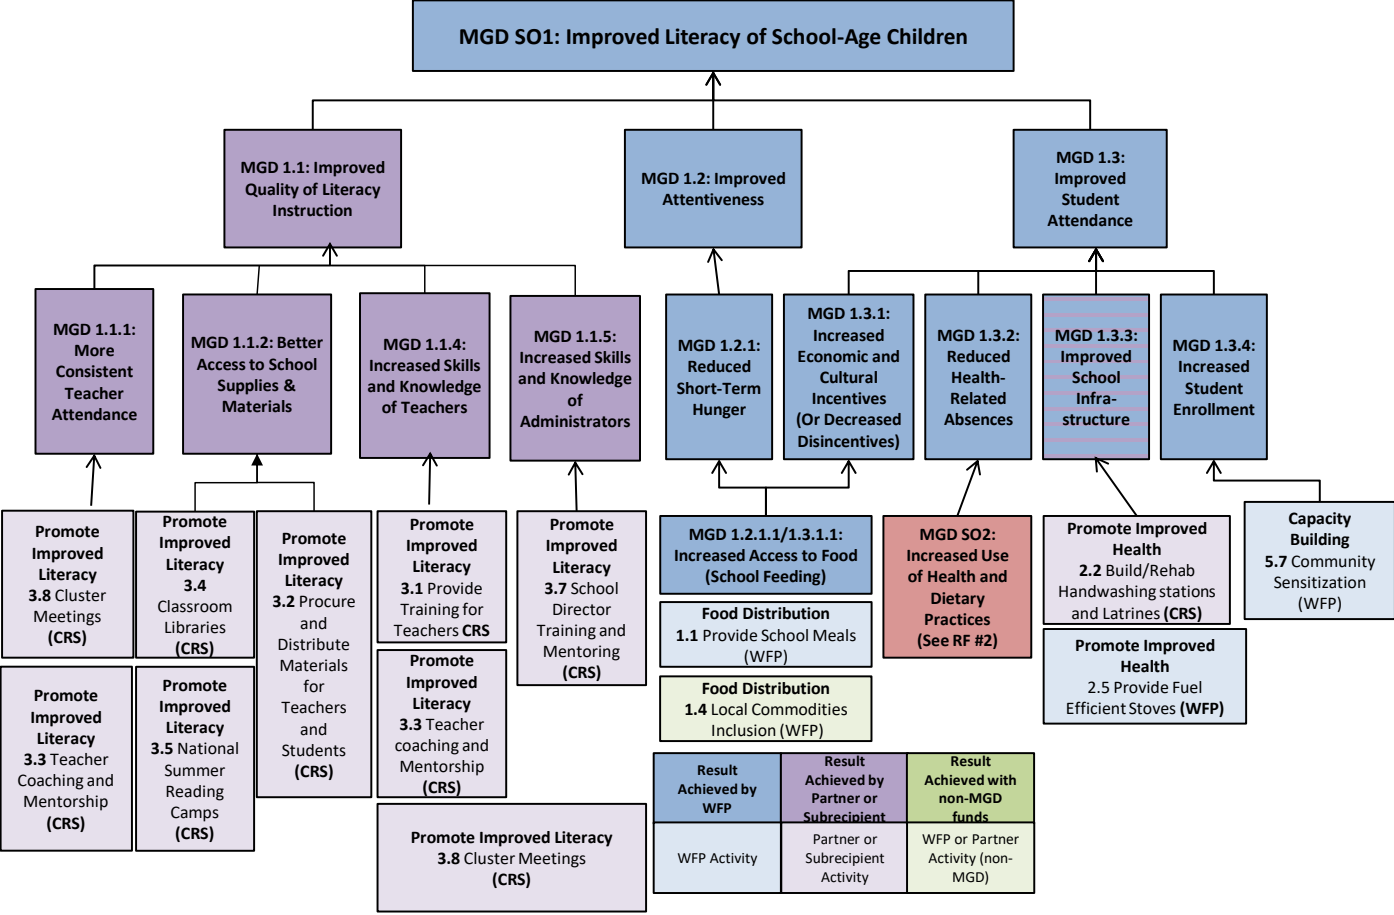 MGD SO1: Improved Literacy of School-Age Children
MGD 1.1: Improved
Quality of Literacy
Instruction
MGD 1.2: Improved
Attentiveness
MGD 1.3:
Improved
Student
Attendance
MGD 1.1.1:
More
Consistent
Teacher
Attendance
MGD 1.1.2: Better
Access to School
Supplies &
Materials
MGD 1.1.4:
Increased Skills
and Knowledge
of Teachers
MGD 1.1.5:
Increased Skills
and Knowledge
of
Administrators
MGD 1.2.1:
Reduced
Short-Term
Hunger
MGD 1.3.1:
Increased
Economic and
Cultural
Incentives
(Or Decreased
Disincentives)
MGD 1.3.2:
Reduced
Health-
Related
Absences
MGD 1.3.3:
Improved
School
Infra-
structure
MGD 1.3.4:
Increased
Student
Enrollment
Promote
Improved
Literacy
3.8 Cluster
Meetings
(CRS)
Promote
Improved
Literacy
3.4
Classroom
Libraries
(CRS)
Promote
Improved
Literacy
3.2 Procure
and
Distribute
Materials
for
Teachers
and
Students
(CRS)
Promote
Improved
Literacy
3.1 Provide
Training for
Teachers CRS
Promote
Improved
Literacy
3.7 School
Director
Training and
Mentoring
(CRS)
MGD 1.2.1.1/1.3.1.1:
Increased Access to Food
(School Feeding)
MGD SO2:
Increased Use
of Health and
Dietary
Practices
(See RF #2)
Promote Improved
Health
2.2 Build/Rehab
Handwashing stations
and Latrines (CRS)
Capacity
Building
5.7 Community
Sensitization
(WFP)
Food Distribution
1.1 Provide School Meals
(WFP)
Promote Improved
Health
2.5 Provide Fuel
Efficient Stoves (WFP)
Promote
Improved
Literacy
3.3 Teacher
Coaching and
Mentorship
(CRS)
Promote
Improved
Literacy
3.5 National
Summer
Reading
Camps
(CRS)
Promote
Improved
Literacy
3.3 Teacher
coaching and
Mentorship
(CRS)
Food Distribution
1.4 Local Commodities
Inclusion (WFP)
Promote Improved Literacy
3.8 Cluster Meetings
(CRS)
Result
Achieved by
WFP
Result
Achieved by
Partner or
Subrecipient
Result
Achieved with
non-MGD
funds
WFP Activity
Partner or
Subrecipient
Activity
WFP or Partner
Activity (non-
MGD)